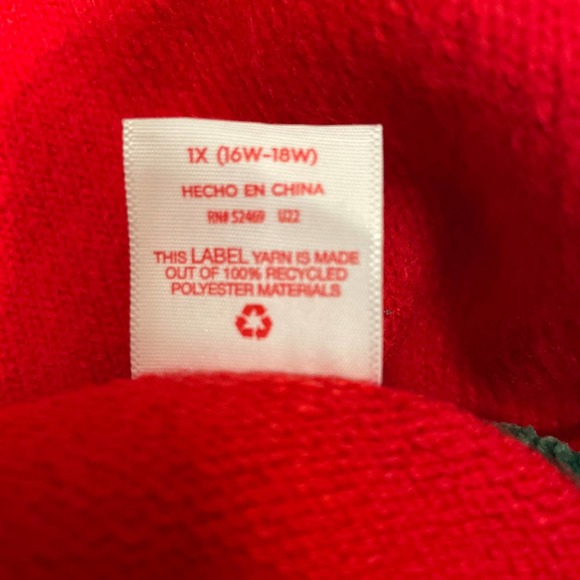 1X (16W-18W)
HECHO EN CHINA
RN# 52469 U22
THIS LABEL YARN IS MADE
OUT OF 100% RECYCLED
POLYESTER MATERIALS